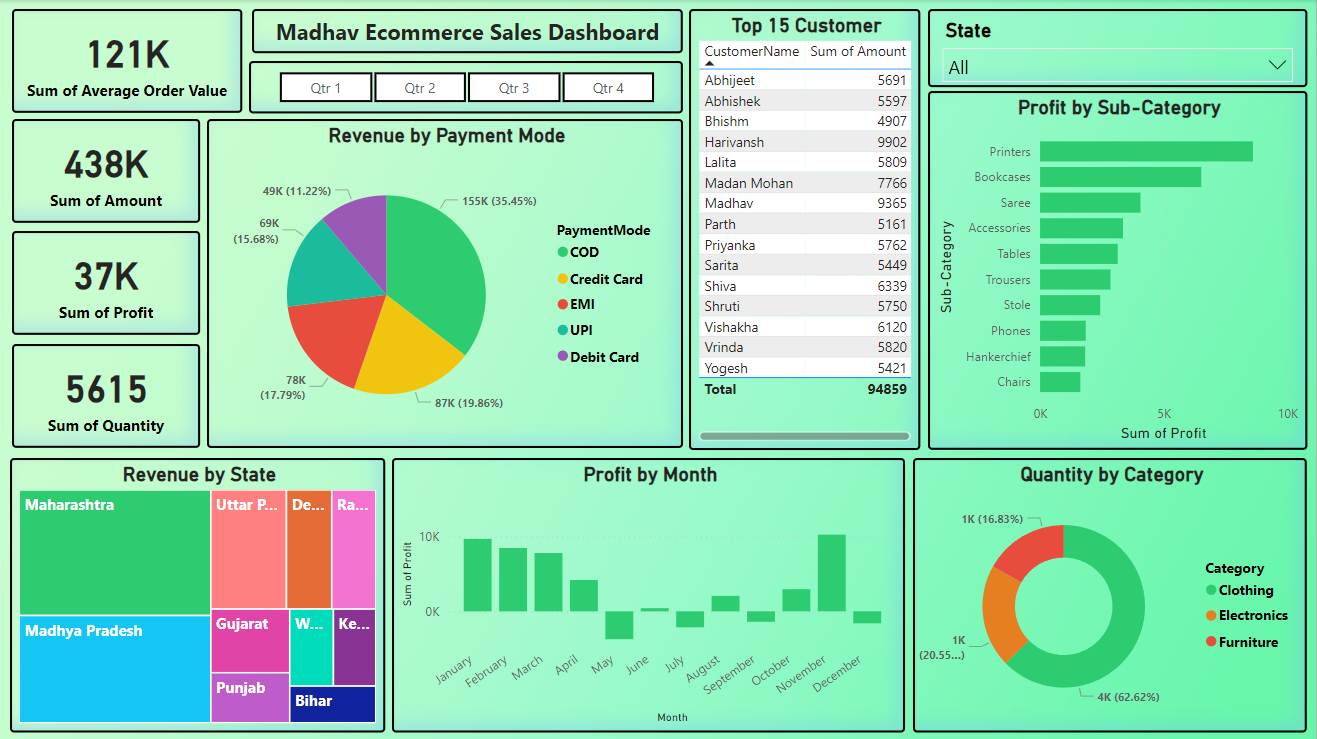 121K
Sum of Average Order Value
Madhav Ecommerce Sales Dashboard
Qtr 1
Qtr 2
Qtr 3
Qtr 4
Top 15 Customer
CustomerName Sum of Amount
Abhijeet 5691
Abhishek 5597
Bhishm 4907
Harivansh 9902
Lalita 5809
Madan Mohan 7766
Madhav 9365
Parth 5161
Priyanka 5762
Sarita 5449
Shiva 6339
Shruti 5750
Vishakha 6120
Vrinda 5820
Yogesh 5421
Total 94859
State
All
438K
Sum of Amount
37K
Sum of Profit
5615
Sum of Quantity
Revenue by Payment Mode
49K (11.22%)
155K (35.45%)
69K
(15.68%)
78K
(17.79%)
87K (19.86%)
PaymentMode
COD
Credit Card
EMI
UPI
Debit Card
Profit by Sub-Category
Sub-Category
Printers
Bookcases
Saree
Accessories
Tables
Trousers
Stole
Phones
Hankerchief
Chairs
0K
5K
10K
Sum of Profit
Revenue by State
Maharashtra
Madhya Pradesh
Uttar P...
De...
Ra...
Gujarat
Punjab
W...
Ke...
Bihar
Profit by Month
Sum of Profit
10K
0K
January
February
March
April
May
June
July
August
September
October
November
December
Month
Quantity by Category
1K (16.83%)
1K
(20.55...)
4K (62.62%)
Category
Clothing
Electronics
Furniture